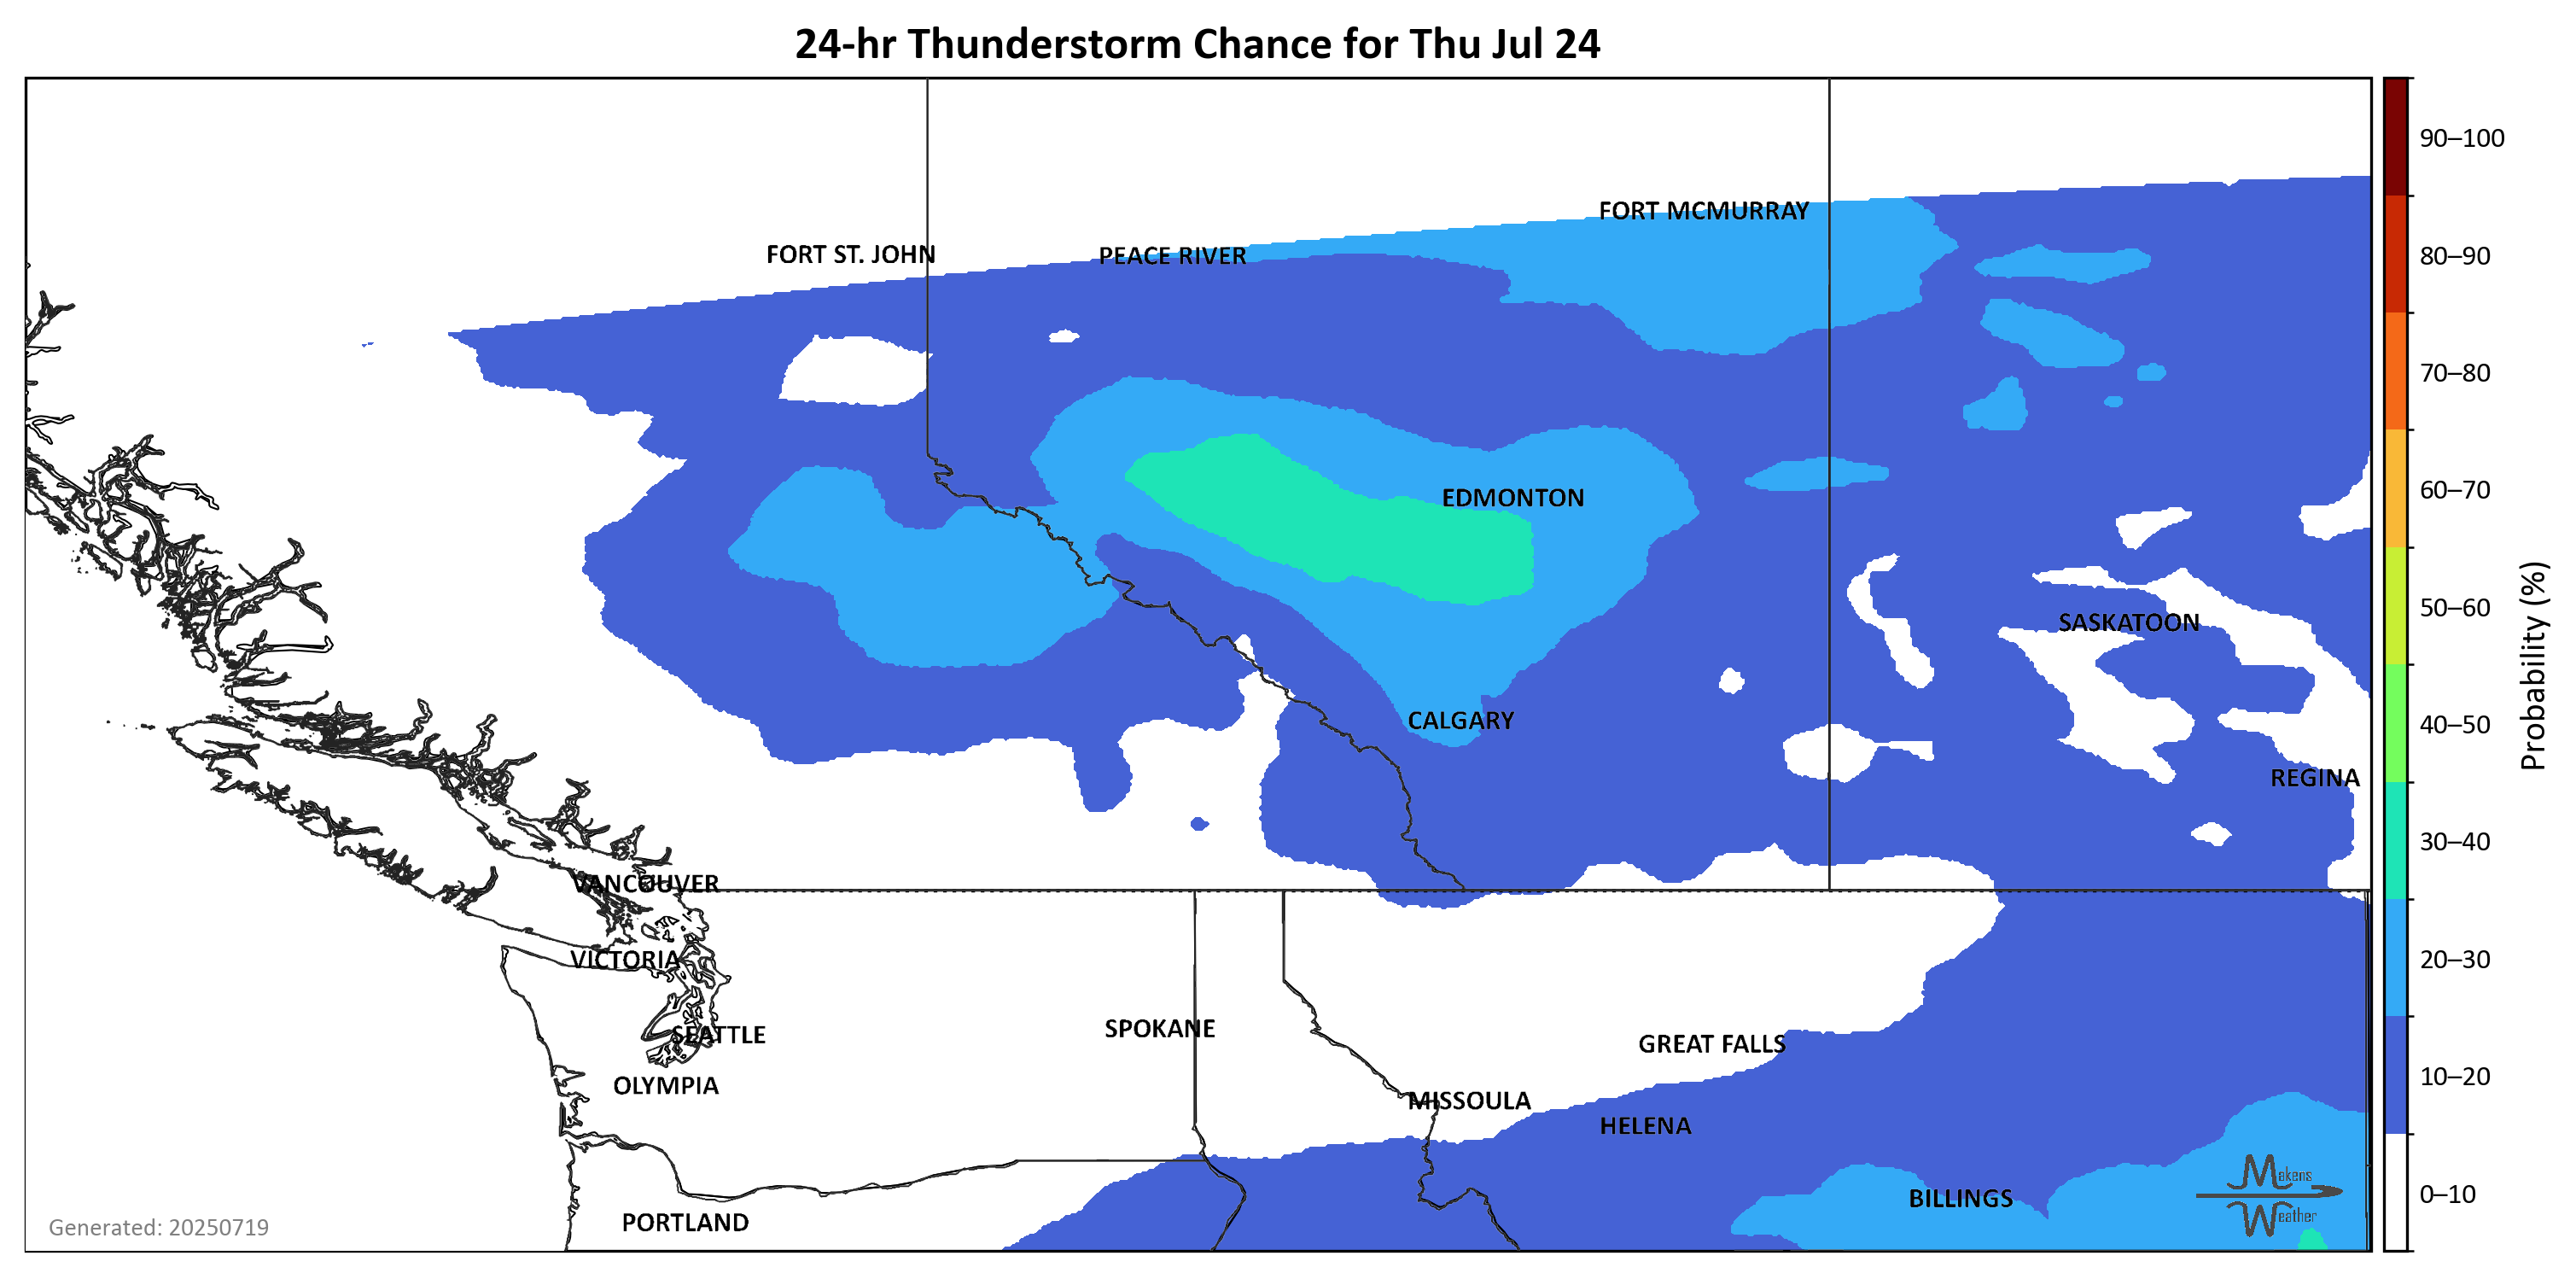 24-hr Thunderstorm Chance for Thu Jul 24
90–100
FORT MCMURRAY
FORT ST. JOHN
PEACE RIVER
80–90
70–80
60–70
EDMONTON
50–60
SASKATOON
Probability (%)
CALGARY
40–50
REGINA
30–40
VANCOUVER
VICTORIA
20–30
SPOKANE
SEATTLE
GREAT FALLS
OLYMPIA
10–20
MISSOULA
HELENA
Makens
0–10
BILLINGS
Weather
PORTLAND
Generated: 20250719